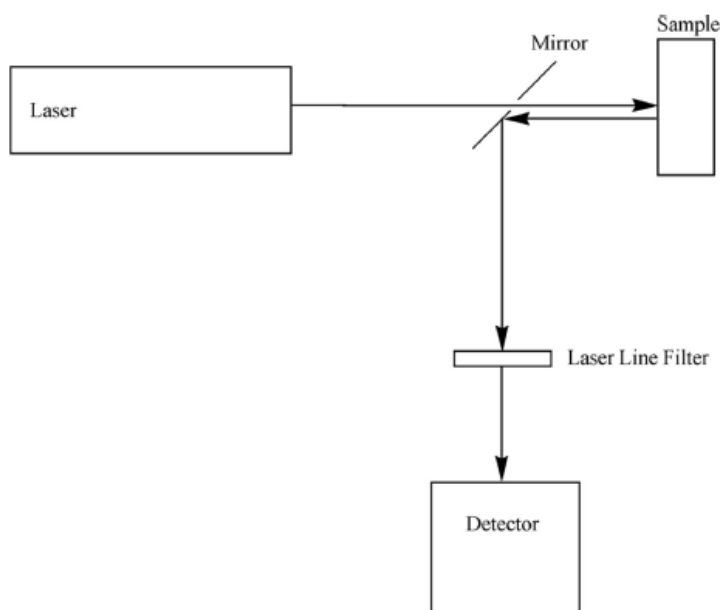 Sample
Mirror
Laser
Laser Line Filter
Detector